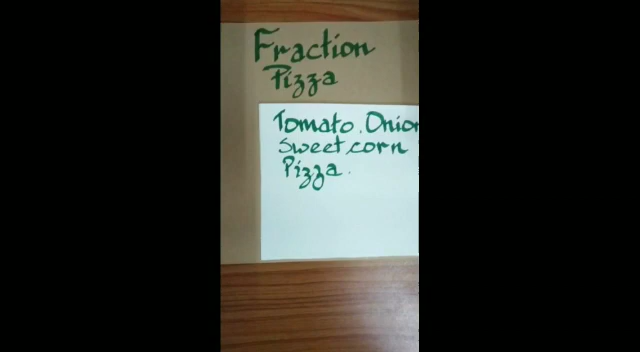 Fraction
Pizza
Tomato. Onion
Sweet corn
Pizza.